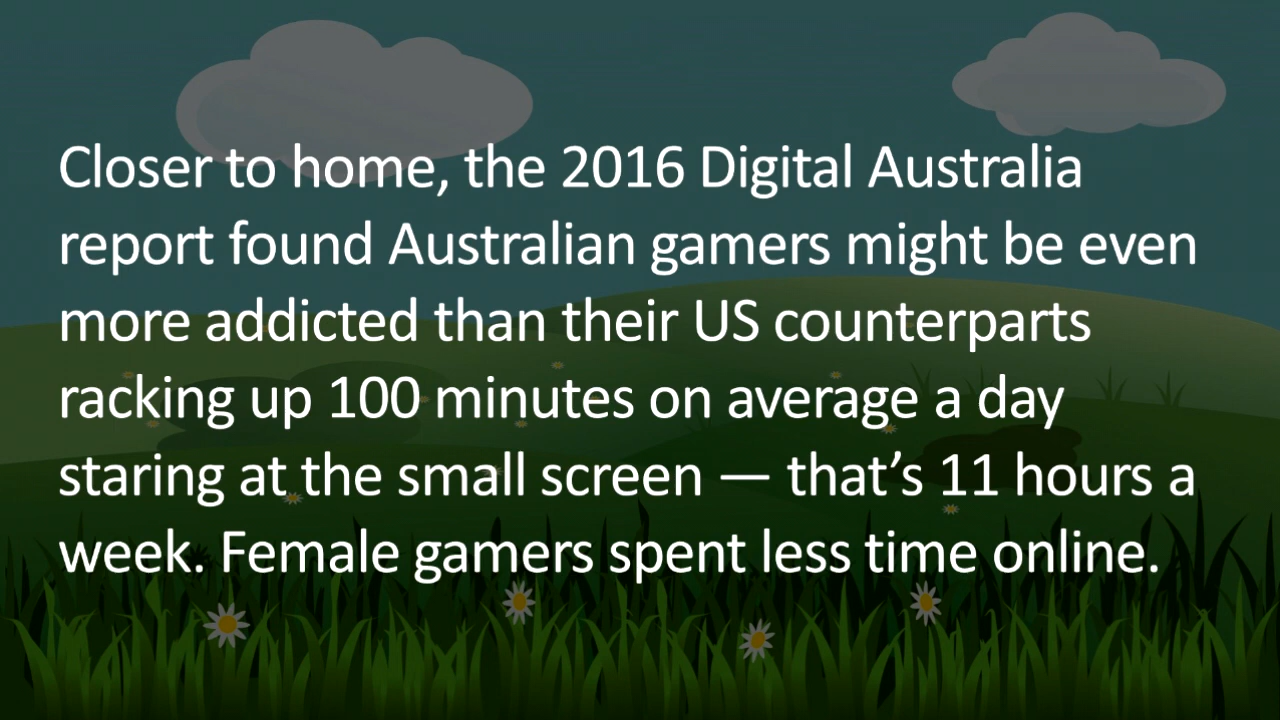 Closer to home, the 2016 Digital Australia
report found Australian gamers might be even
more addicted than their US counterparts
racking up 100 minutes on average a day
staring at the small screen — that’s 11 hours a
week. Female gamers spent less time online.